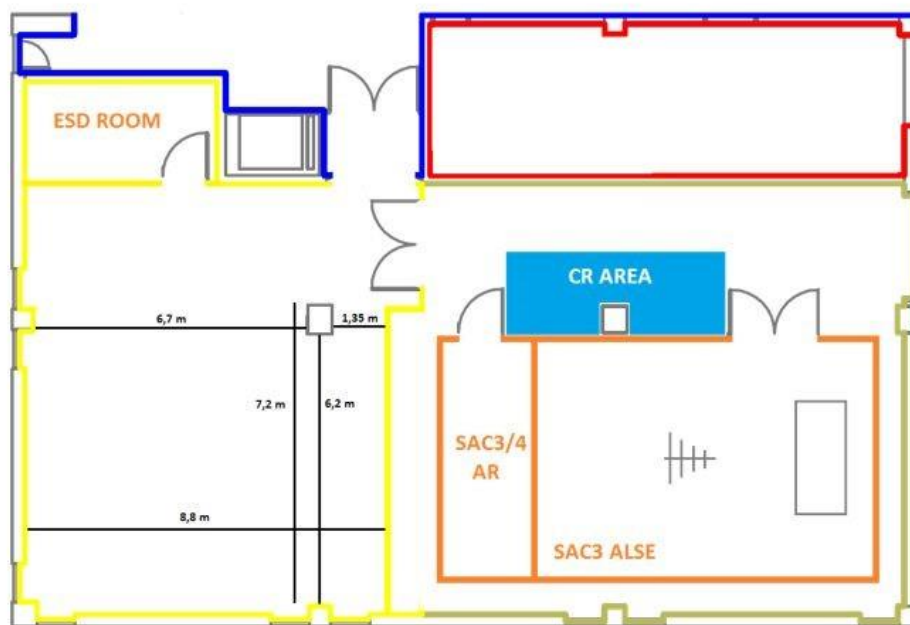 ESD ROOM
CR AREA
6,7 m
1,35 m
7,2 m
6,2 m
SAC3/4
AR
8,8 m
SAC3 ALSE